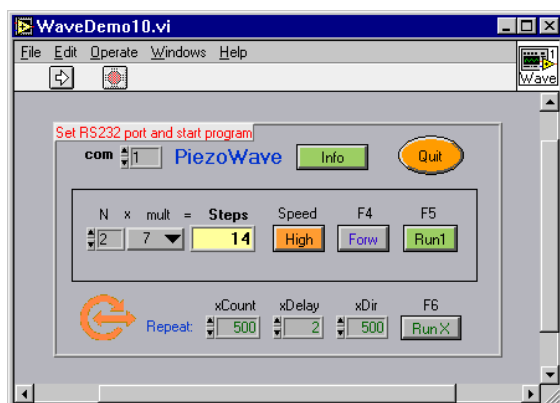 WaveDemo10.vi
File Edit Operate Windows Help
1
Wave
Set RS232 port and start program
com 1 PiezoWave Info Quit
N x mult = Steps Speed F4 F5
2 7 14 High Forw Run1
xCount xDelay xDir F6
Repeat: 500 2 500 Run X